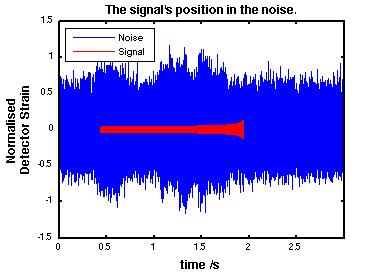 The signal's position in the noise.
1.5
Noise
Signal
1
0.5
0
-0.5
-1
-1.5
Normalised
Detector Strain
0 0.5 1 1.5 2 2.5
time /s